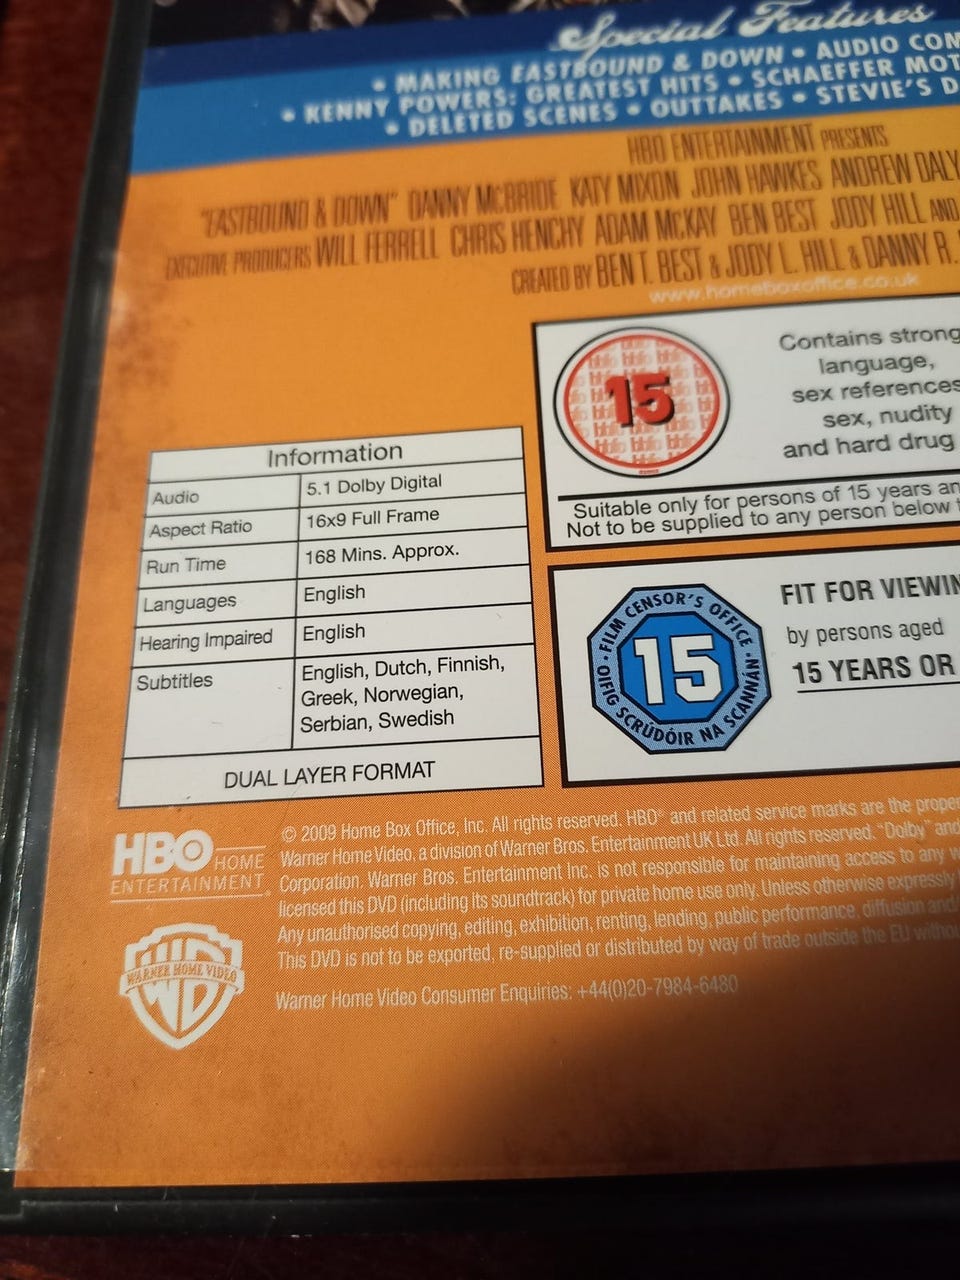 Special Features
• MAKING EASTBOUND & DOWN • AUDIO COM
• KENNY POWERS: GREATEST HITS • SCHAEFFER MOT
• DELETED SCENES • OUTTAKES • STEVIE'S D
HBO ENTERTAINMENT PRESENTS
"EASTBOUND & DOWN" DANNY McBRIDE KATY MIXON JOHN HAWKES ANDREW DALY
EXECUTIVE PRODUCERS WILL FERRELL CHRIS HENCHY ADAM McKAY BEN BEST JODY HILL AND
CREATED BY BEN T. BEST & JODY L. HILL & DANNY R.
www.homeboxoffice.co.uk
15
Contains strong
language,
sex references
sex, nudity
and hard drug
Suitable only for persons of 15 years an
Not to be supplied to any person below t
Information
Audio 5.1 Dolby Digital
Aspect Ratio 16x9 Full Frame
Run Time 168 Mins. Approx.
Languages English
Hearing Impaired English
Subtitles English, Dutch, Finnish,
Greek, Norwegian,
Serbian, Swedish
DUAL LAYER FORMAT
• FILM CENSOR'S OFFICE •
15
OIFIG SCRÚDÓIR NA SCANNÁN
FIT FOR VIEWIN
by persons aged
15 YEARS OR
HBO HOME
ENTERTAINMENT
WARNER HOME VIDEO
© 2009 Home Box Office, Inc. All rights reserved. HBO® and related service marks are the proper
Warner Home Video, a division of Warner Bros. Entertainment UK Ltd. All rights reserved. "Dolby" and
Corporation. Warner Bros. Entertainment Inc. is not responsible for maintaining access to any w
licensed this DVD (including its soundtrack) for private home use only. Unless otherwise expressly
Any unauthorised copying, editing, exhibition, renting, lending, public performance, diffusion and
This DVD is not to be exported, re-supplied or distributed by way of trade outside the EU withou
Warner Home Video Consumer Enquiries: +44(0)20-7984-6480